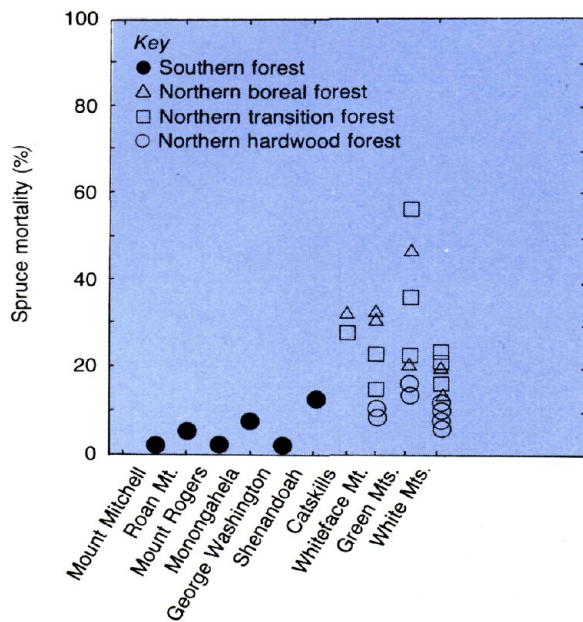 100
80
60
40
20
0
Spruce mortality (%)
Key
Southern forest
Northern boreal forest
Northern transition forest
Northern hardwood forest
Mount Mitchell
Roan Mt.
Mount Rogers
Monongahela
George Washington
Shenandoah
Catskills
Whiteface Mt.
Green Mts.
White Mts.